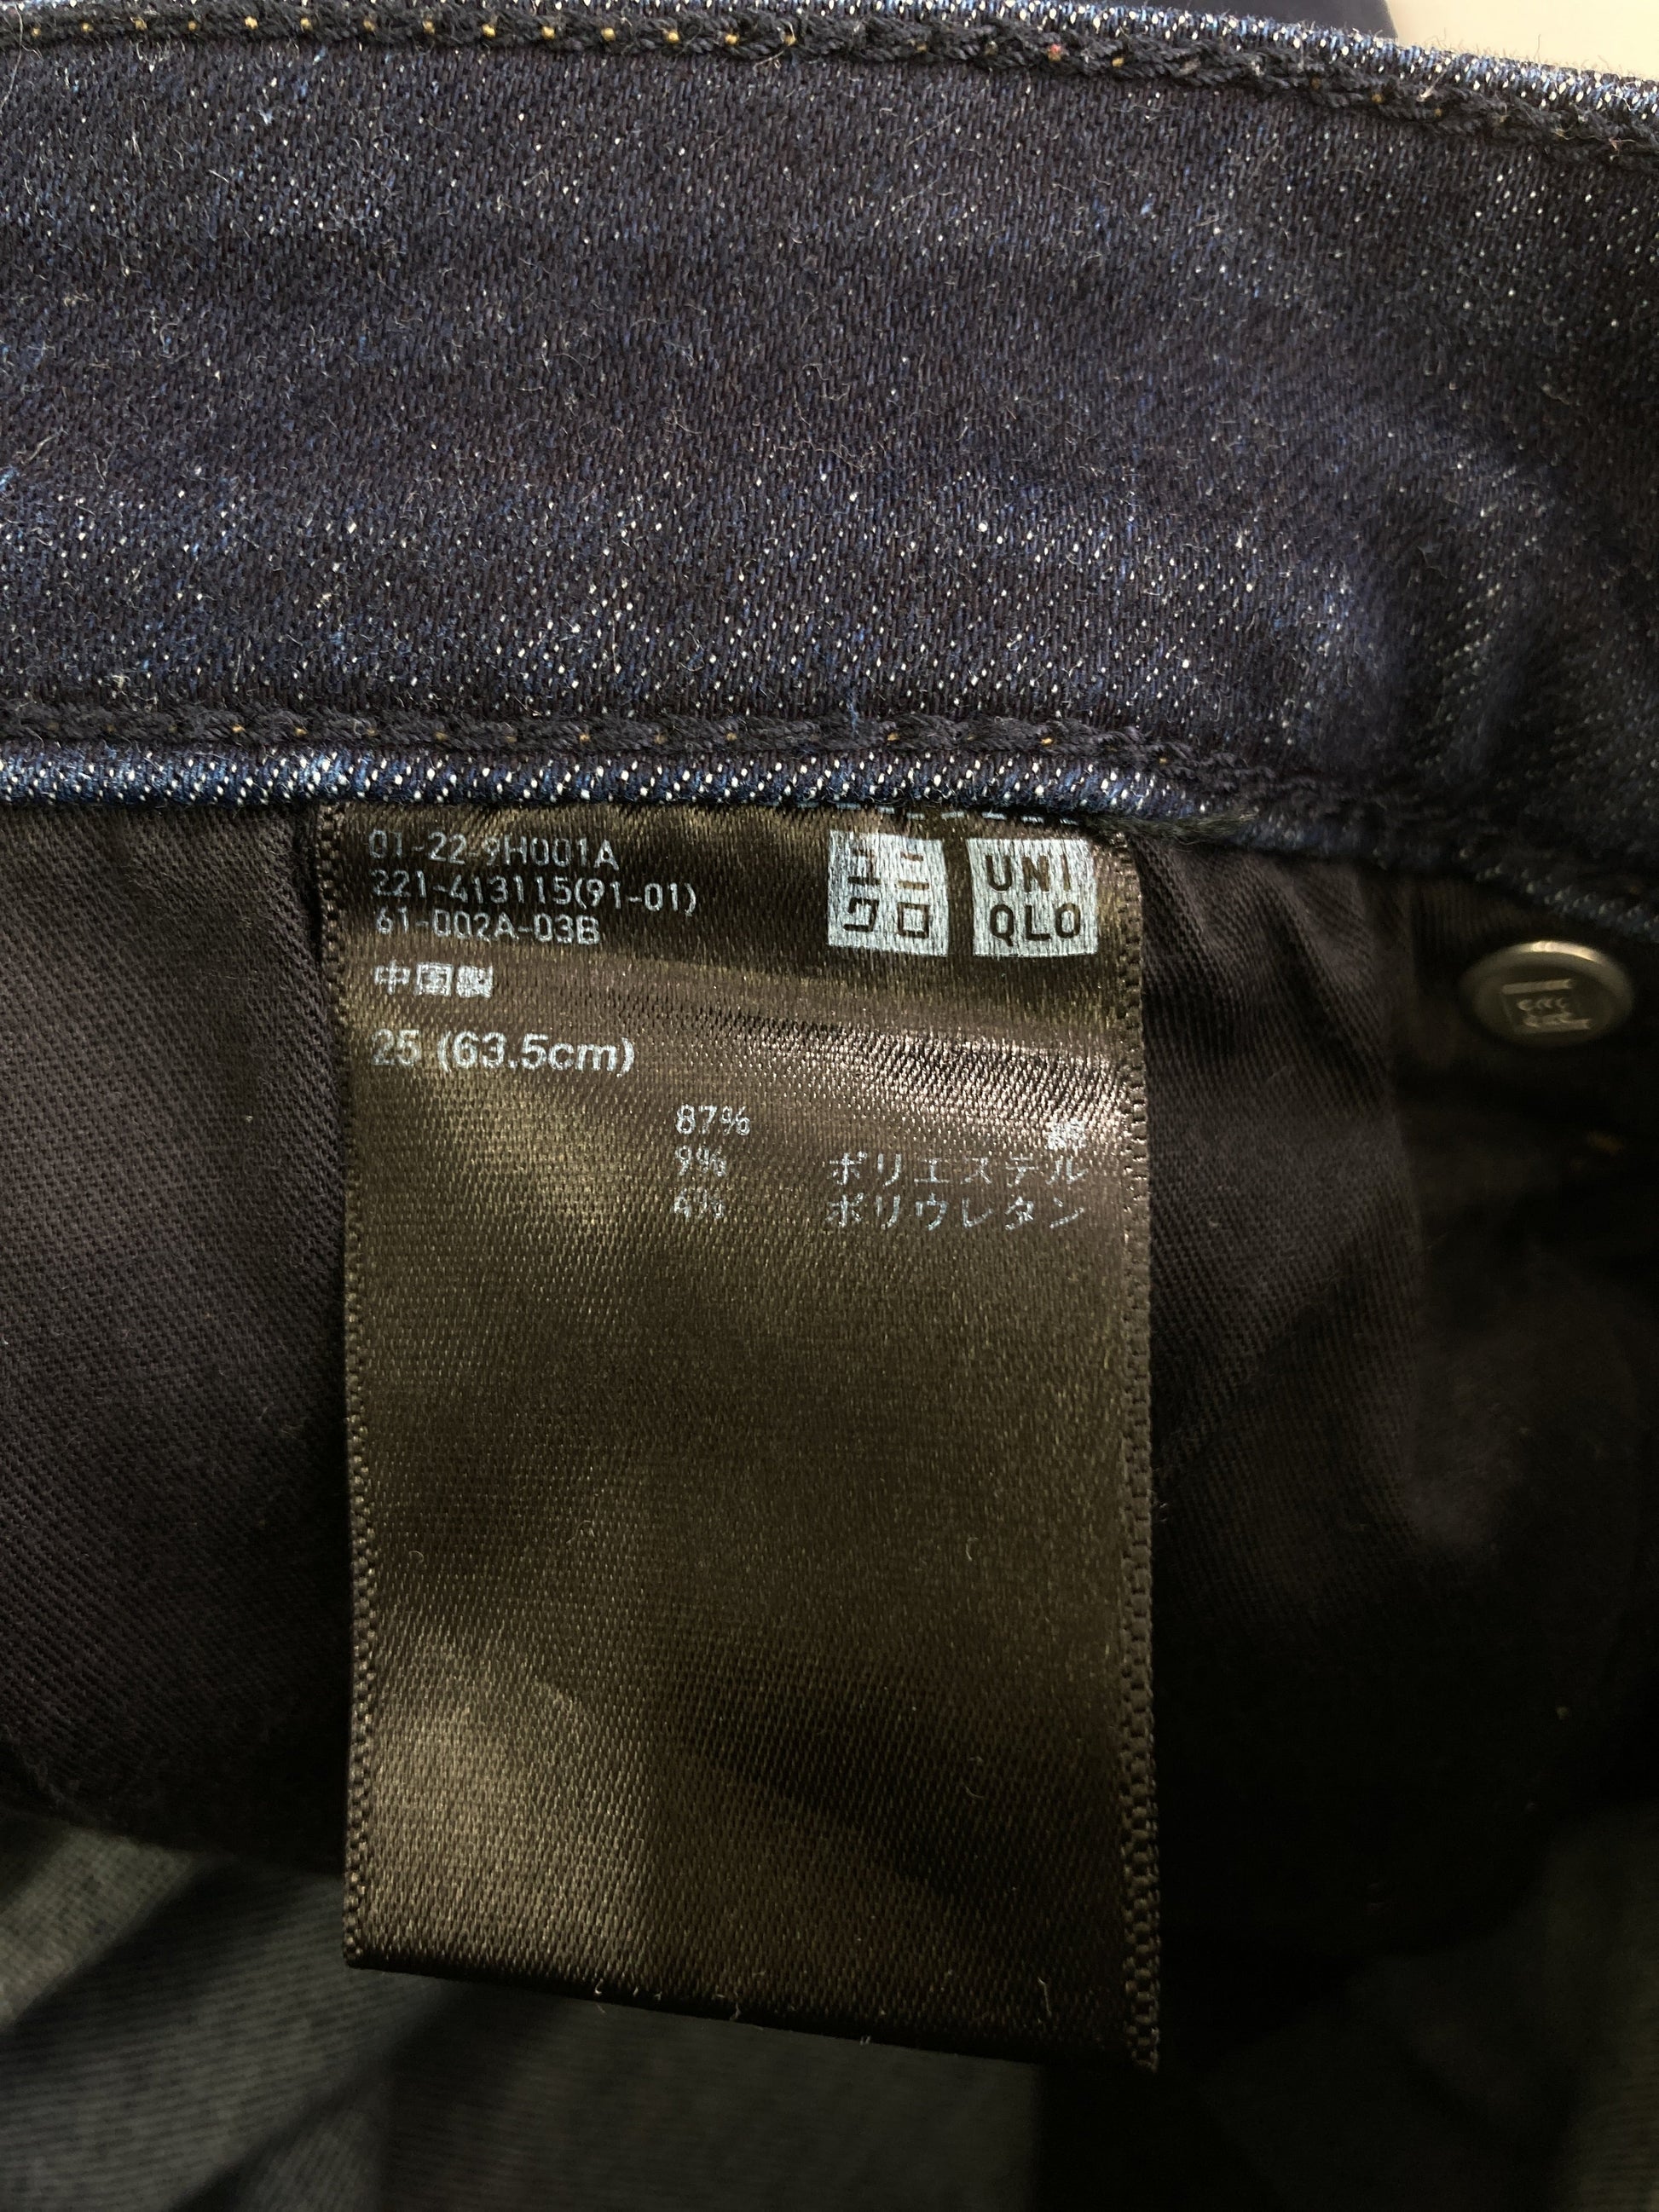 01-22-9H001A
221-413115(91-01)
61-002A-03B
ユニクロ
UNI
QLO
中国製
25 (63.5cm)
87% 綿
9% ポリエステル
4% ポリウレタン